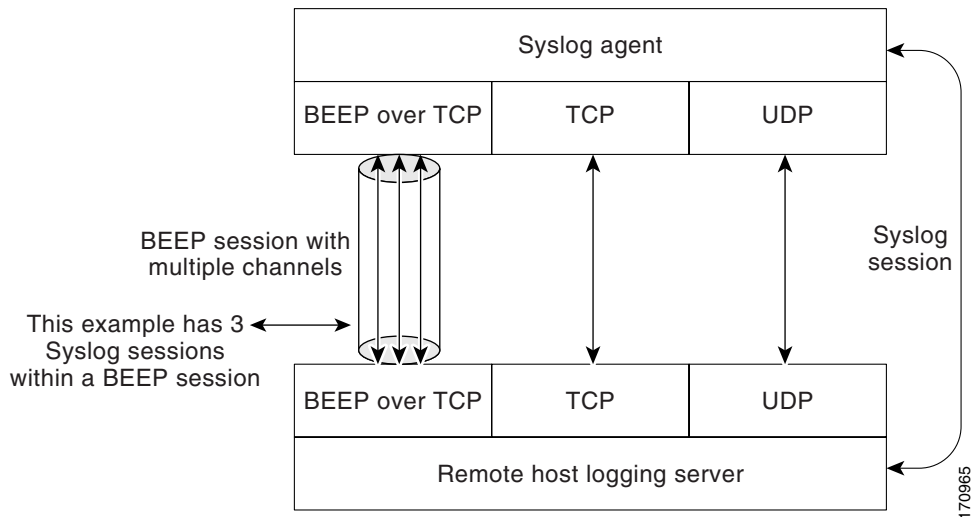 Syslog agent
BEEP over TCP
TCP
UDP
BEEP session with
multiple channels
Syslog
session
This example has 3
Syslog sessions
within a BEEP session
BEEP over TCP
TCP
UDP
Remote host logging server
170965